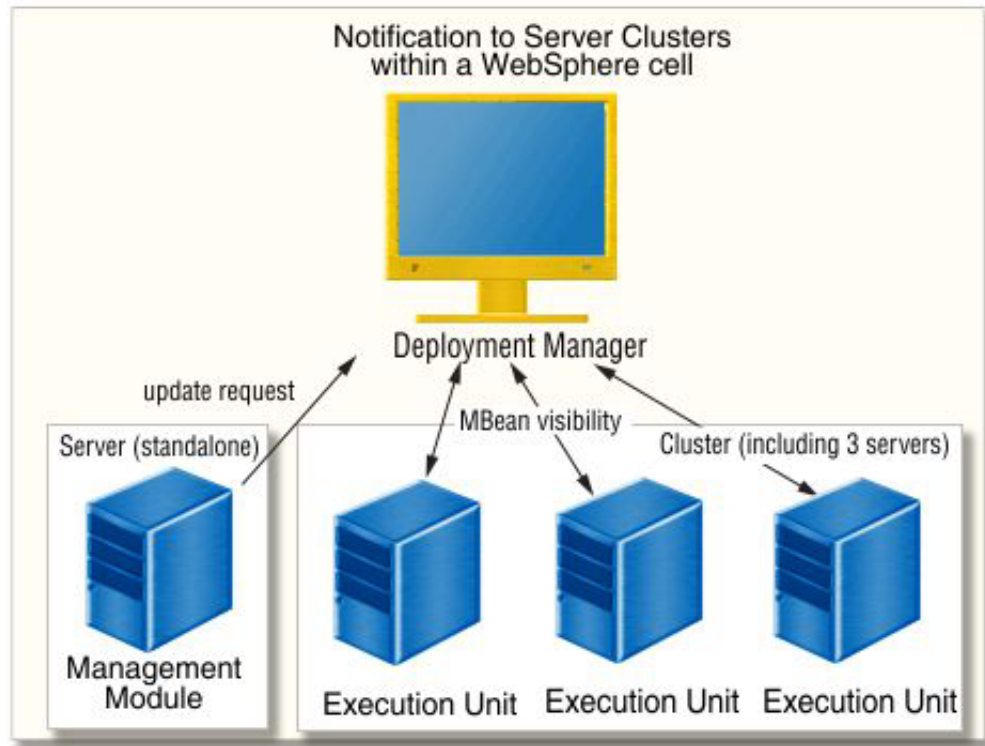 Notification to Server Clusters
within a WebSphere cell
Deployment Manager
update request
MBean visibility
Server (standalone)
Cluster (including 3 servers)
Management
Module
Execution Unit
Execution Unit
Execution Unit